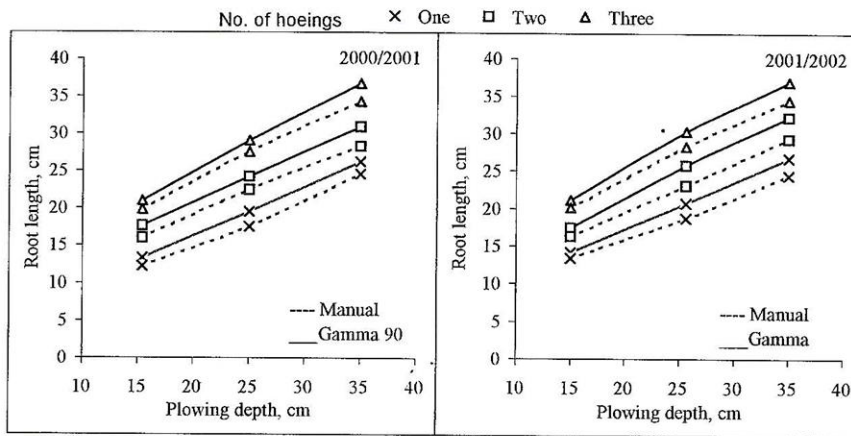 No. of hoeings × One □ Two △ Three
2000/2001
40
35
30
25
20
15
10
5
0
Root length, cm
10 15 20 25 30 35 40
Plowing depth, cm
---- Manual
—— Gamma 90
2001/2002
40
35
30
25
20
15
10
5
0
Root length, cm
10 15 20 25 30 35 40
Plowing depth, cm
---- Manual
—— Gamma